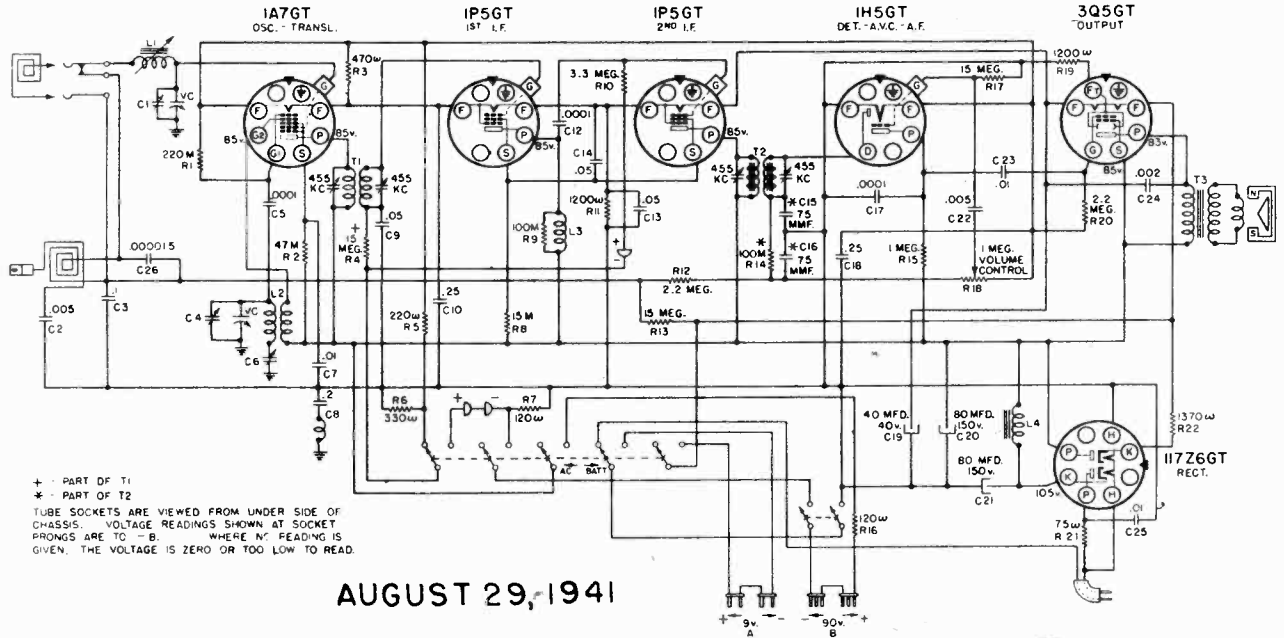 1A7GT
OSC. - TRANSL.
1P5GT
1ST I.F.
1P5GT
2ND I.F.
1H5GT
DET.-A.V.C.-A.F.
3Q5GT
OUTPUT
L1
C1
VC
470ω
R3
3.3 MEG.
R10
15 MEG.
R17
1200ω
R19
G
G
G
G
F
F
F
F
F
F
F
F
F7
F
G2
P
G1
S
P
S
P
S
D
P
G
S
85v.
85v.
85v.
85v.
85v.
83v.
220M
R1
.0001
C5
T1
455
KC
455
KC
.0001
C12
C14
.05
T2
455
KC
455
KC
*C15
75
MMF.
*C16
75
MMF.
.0001
C17
C23
.01
.005
C22
.002
C24
T3
N
S
47M
R2
+
15
MEG.
R4
.05
C9
100M
R9
L3
1200ω
R11
.05
C13
+
-
*
100M
R14
.25
C18
1 MEG.
R15
1 MEG.
VOLUME
CONTROL
R18
2.2
MEG.
R20
.000015
C26
.005
C2
.1
C3
C4
VC
L2
C6
.25
C10
220ω
R5
15M
R8
R12
2.2 MEG.
15 MEG.
R13
.01
C7
.2
C8
R6
330ω
+ -
R7
120ω
AC
BATT
40 MFD.
40v.
C19
80 MFD.
150v.
C20
80 MFD
150v.
C21
L4
1370ω
R22
117Z6GT
RECT.
P
H
K
K
P
H
105v.
120ω
R16
75ω
R21
.01
C25
+ - PART OF T1
* - PART OF T2
TUBE SOCKETS ARE VIEWED FROM UNDER SIDE OF
CHASSIS. VOLTAGE READINGS SHOWN AT SOCKET
PRONGS ARE TO -B. WHERE NO READING IS
GIVEN, THE VOLTAGE IS ZERO OR TOO LOW TO READ.
AUGUST 29, 1941
+ 9v. -
A
+ 90v. -
B